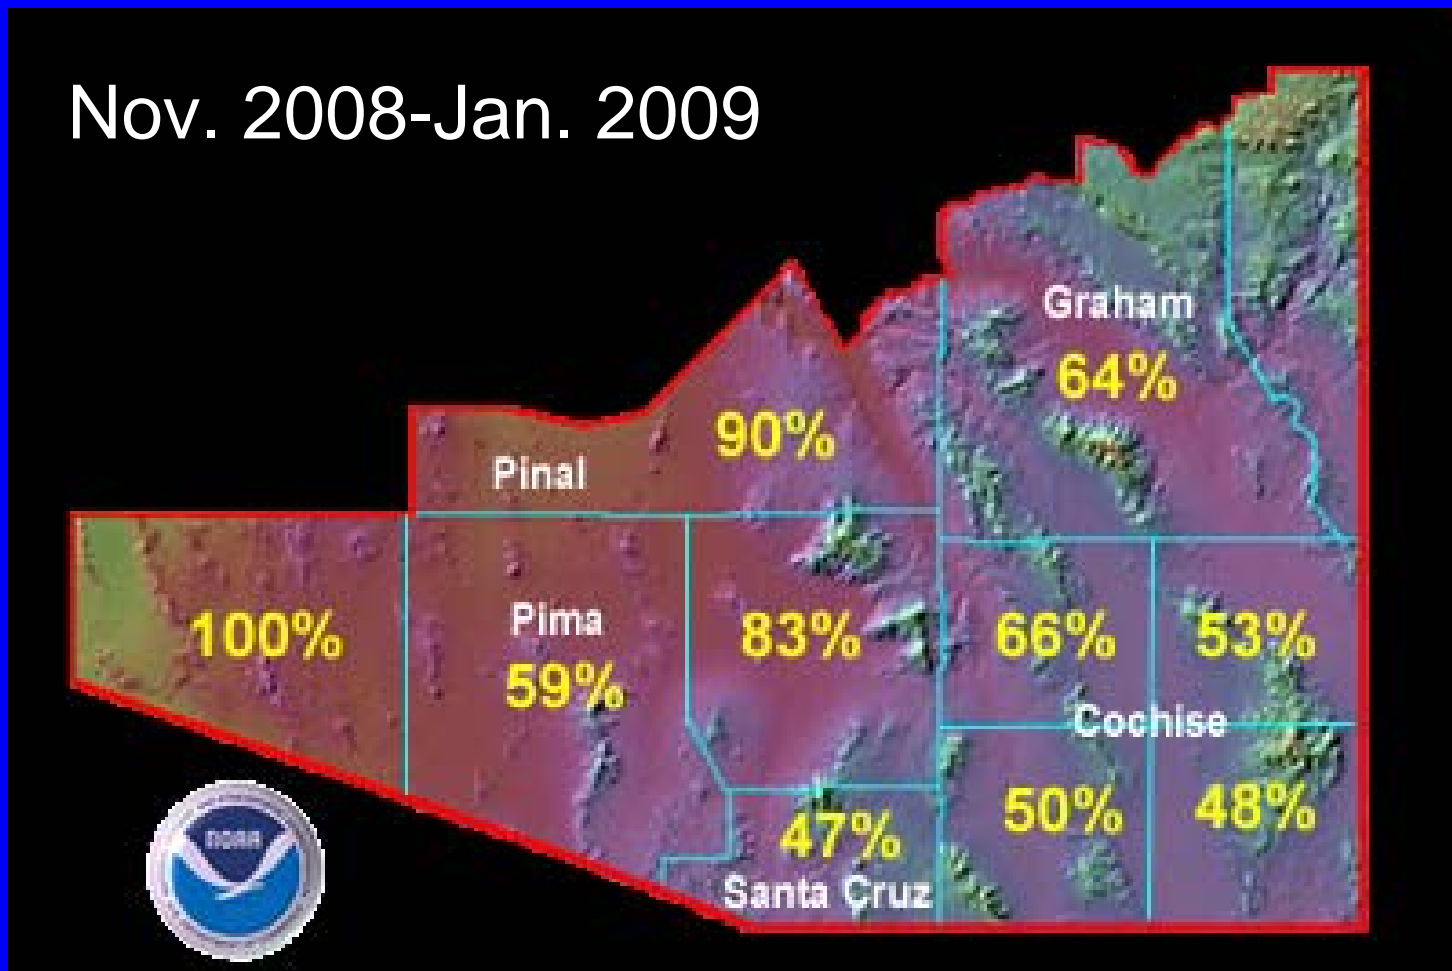 Nov. 2008-Jan. 2009
Graham
64%
90%
Pinal
100%
Pima
59%
83%
66%
53%
Cochise
50%
48%
47%
Santa Cruz
NOAA